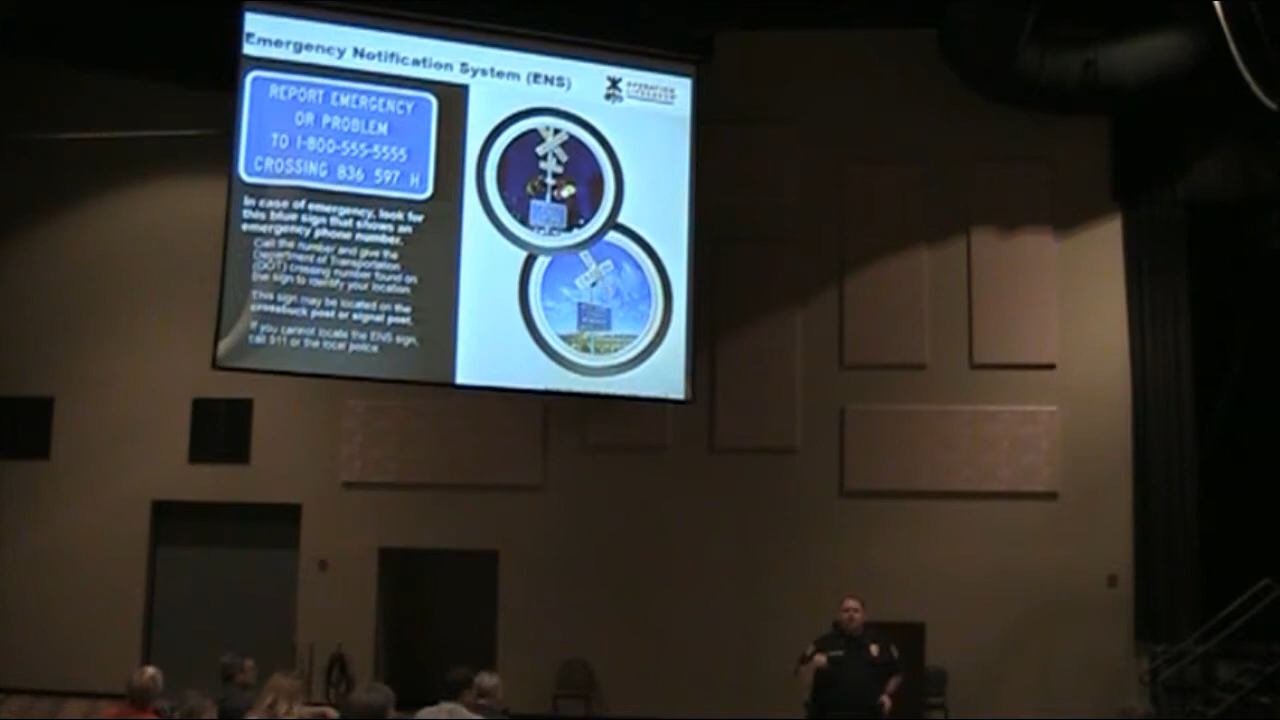 Emergency Notification System (ENS)
OPERATION
LIFESAVER
REPORT EMERGENCY
OR PROBLEM
TO 1-800-555-5555
CROSSING 836 597 H
In case of emergency, look for
this blue sign that shows an
emergency phone number.
Call the number and give the
Department of Transportation
(DOT) crossing number found on
the sign to identify your location
This sign may be located on the
crossbuck post or signal post.
If you cannot locate the ENS sign,
call 911 or the local police